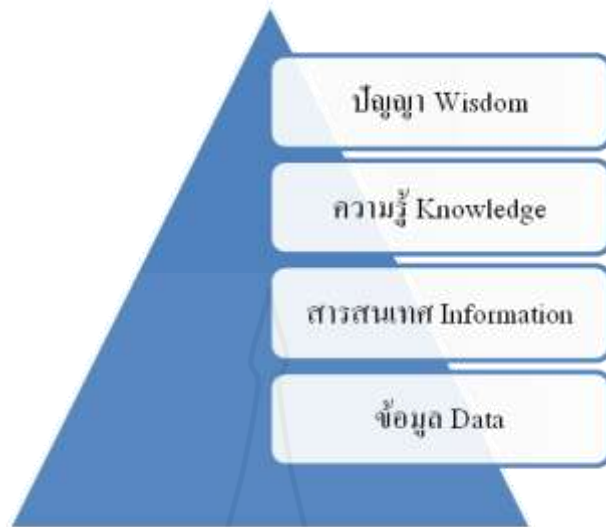 ปัญญา Wisdom
ความรู้ Knowledge
สารสนเทศ Information
ข้อมูล Data